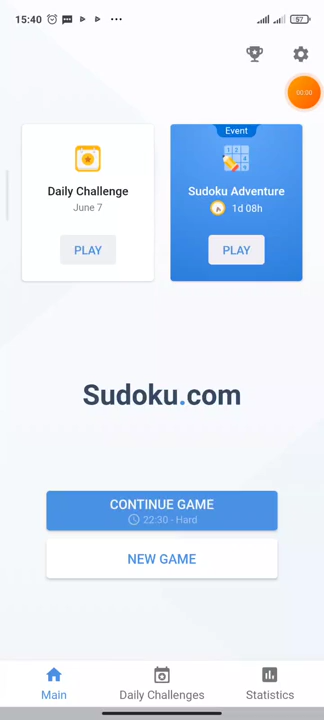 15:40
57
00:00
Event
Daily Challenge
June 7
PLAY
Sudoku Adventure
1d 08h
PLAY
Sudoku.com
CONTINUE GAME
22:30 - Hard
NEW GAME
Main
Daily Challenges
Statistics